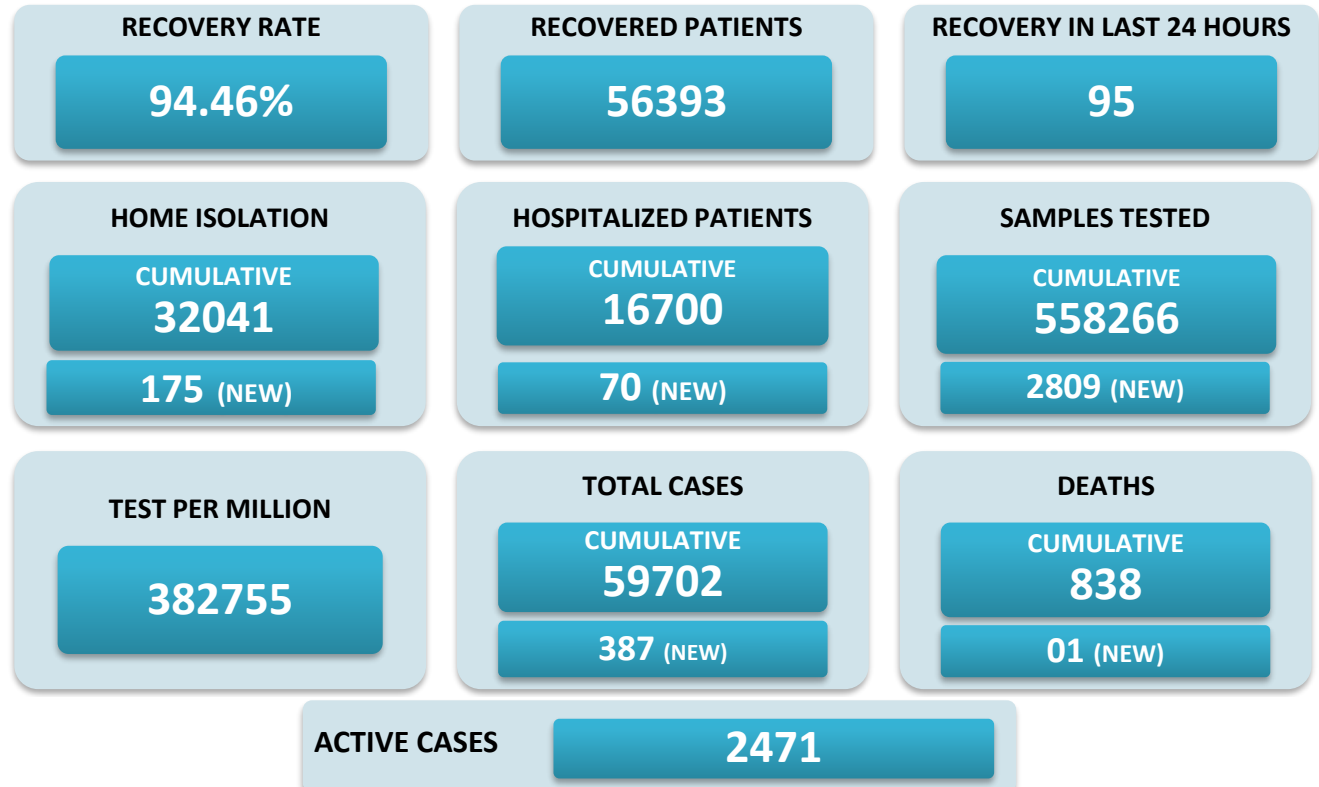 RECOVERY RATE
94.46%
RECOVERED PATIENTS
56393
RECOVERY IN LAST 24 HOURS
95
HOME ISOLATION
CUMULATIVE
32041
175 (NEW)
HOSPITALIZED PATIENTS
CUMULATIVE
16700
70 (NEW)
SAMPLES TESTED
CUMULATIVE
558266
2809 (NEW)
TEST PER MILLION
382755
TOTAL CASES
CUMULATIVE
59702
387 (NEW)
DEATHS
CUMULATIVE
838
01 (NEW)
ACTIVE CASES
2471